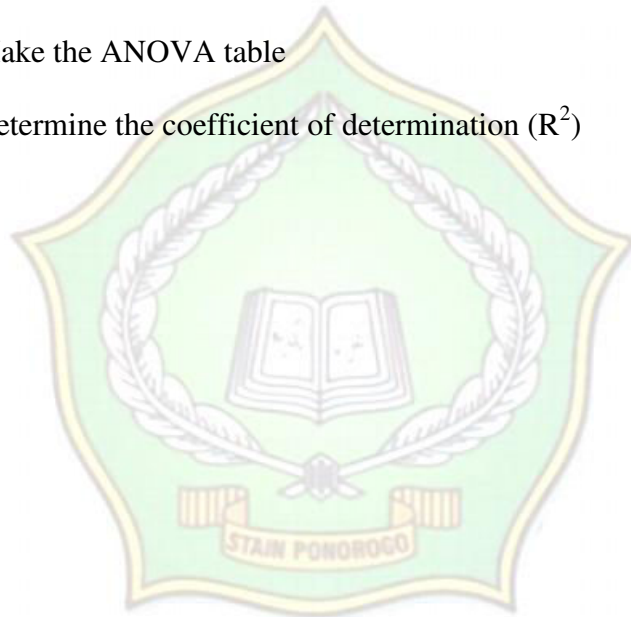 ake the ANOVA table
etermine the coefficient of determination (R²)
STAIN PONOROGO